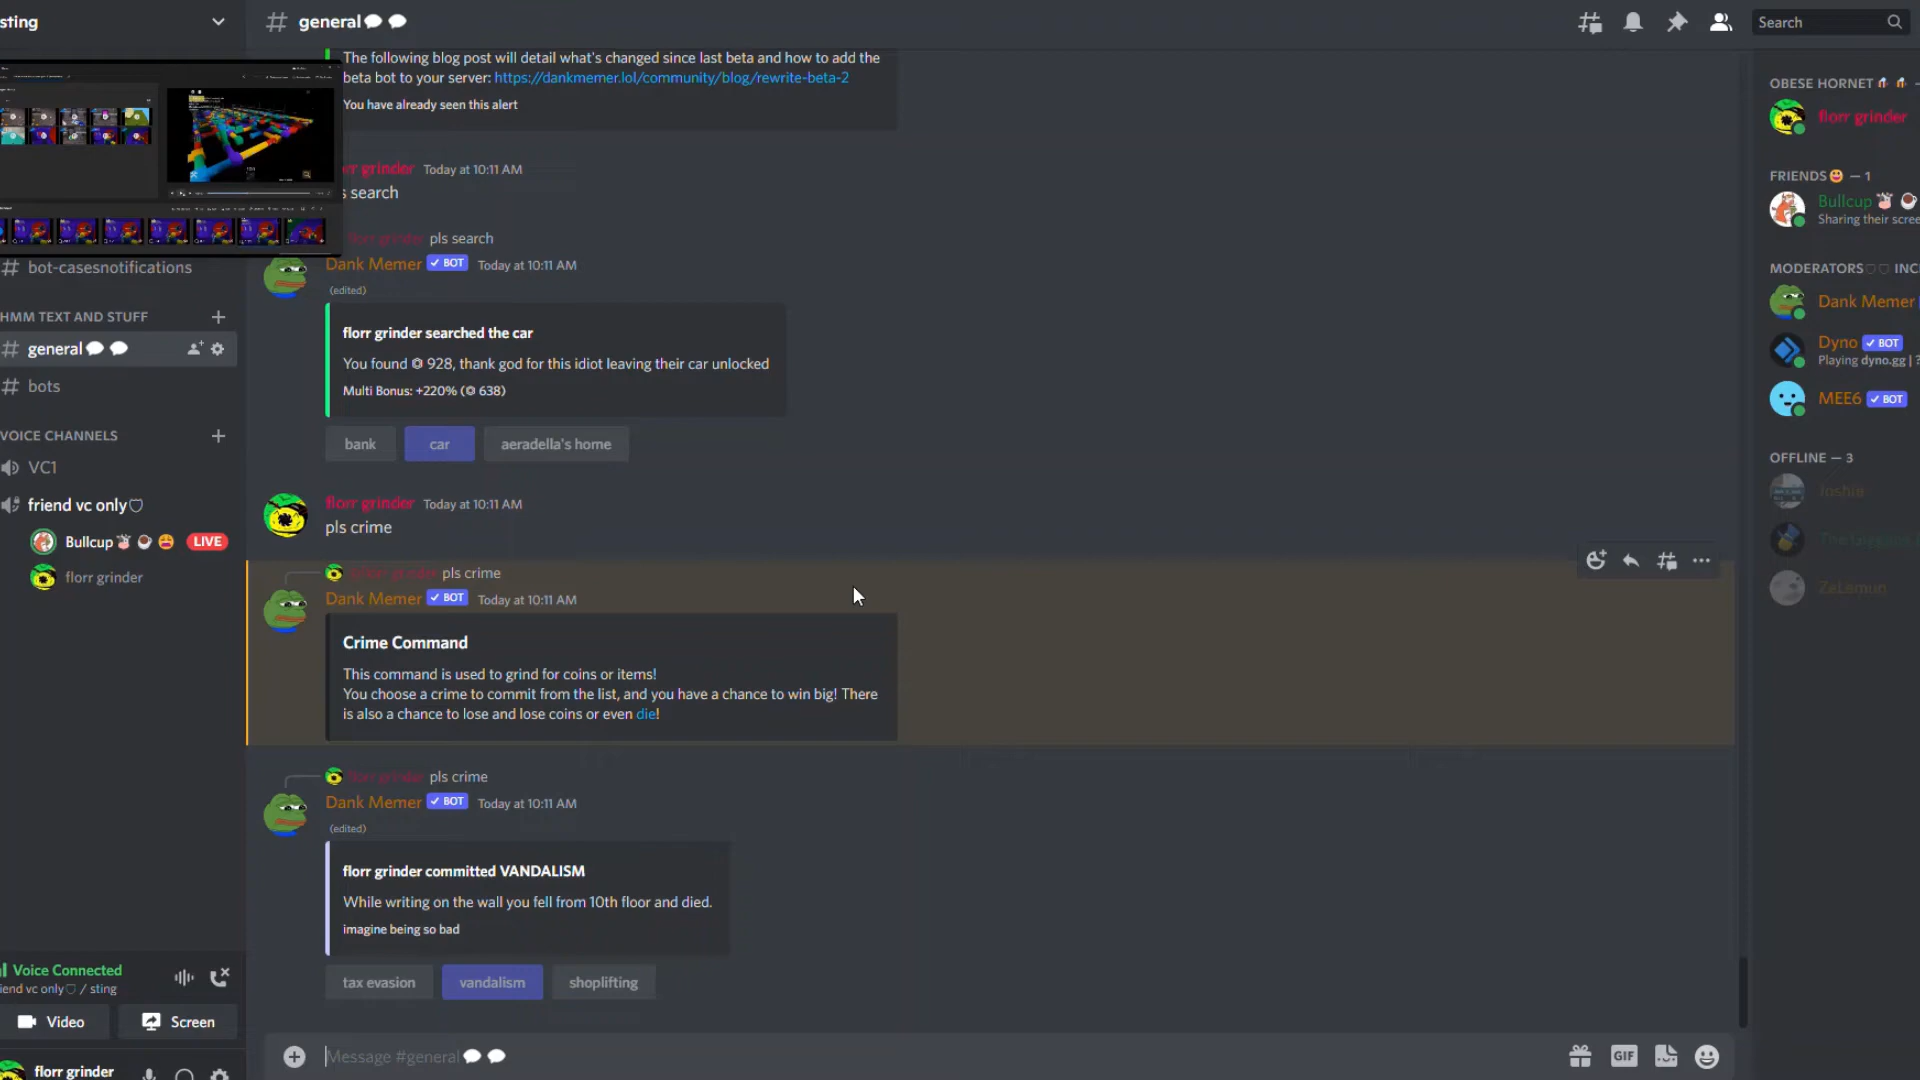 sting
general
Search
The following blog post will detail what's changed since last beta and how to add the
beta bot to your server: https://dankmemer.lol/community/blog/rewrite-beta-2
You have already seen this alert
grinder Today at 10:11 AM
search
florr grinder pls search
Dank Memer BOT Today at 10:11 AM
(edited)
florr grinder searched the car
You found 928, thank god for this idiot leaving their car unlocked
Multi Bonus: +220% (638)
bank car aeradella's home
florr grinder Today at 10:11 AM
pls crime
pls crime
Dank Memer BOT Today at 10:11 AM
Crime Command
This command is used to grind for coins or items!
You choose a crime to commit from the list, and you have a chance to win big! There
is also a chance to lose and lose coins or even die!
florr grinder pls crime
Dank Memer BOT Today at 10:11 AM
(edited)
florr grinder committed VANDALISM
While writing on the wall you fell from 10th floor and died.
imagine being so bad
tax evasion vandalism shoplifting
Message #general
GIF
# bot-casesnotifications
HMM TEXT AND STUFF
# general
# bots
VOICE CHANNELS
VC1
friend vc only
Bullcup LIVE
florr grinder
Voice Connected
iend vc only / sting
Video Screen
florr grinder
OBESE HORNET
florr grinder
FRIENDS — 1
Bullcup
Sharing their scree
MODERATORS INC
Dank Memer
Dyno BOT
Playing dyno.gg | ?
MEE6 BOT
OFFLINE — 3
Joshie
ZeLemun